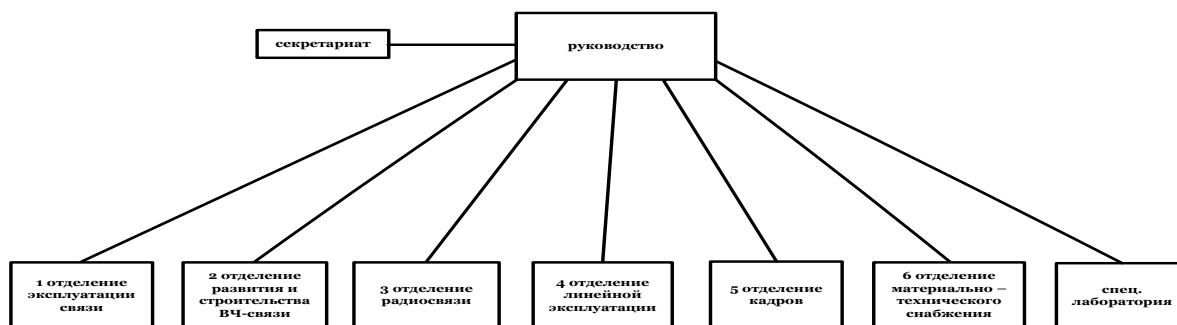 секретариат
руководство
1 отделение
эксплуатации
связи
2 отделение
развития и
строительства
ВЧ-связи
3 отделение
радиосвязи
4 отделение
линейной
эксплуатации
5 отделение
кадров
6 отделение
материально –
технического
снабжения
спец.
лаборатория